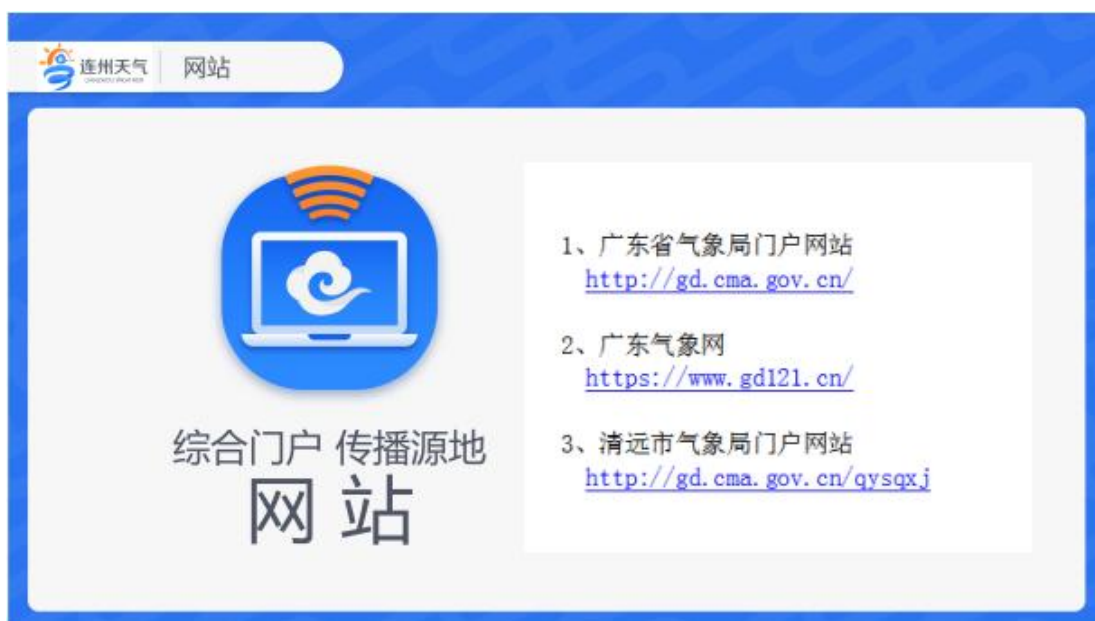 连州天气 网站
1、广东省气象局门户网站
http://gd.cma.gov.cn/
2、广东气象网
https://www.gd121.cn/
3、清远市气象局门户网站
http://gd.cma.gov.cn/qysqxj
综合门户 传播源地
网站